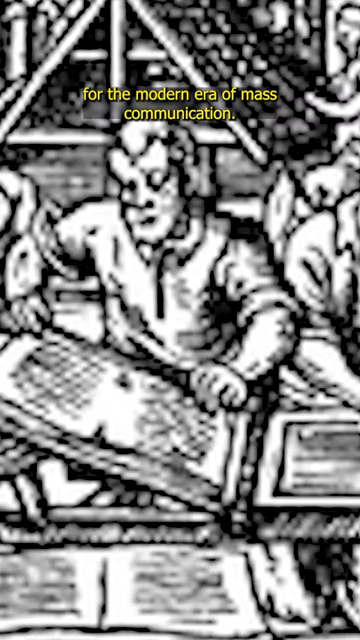 for the modern era of mass
communication.